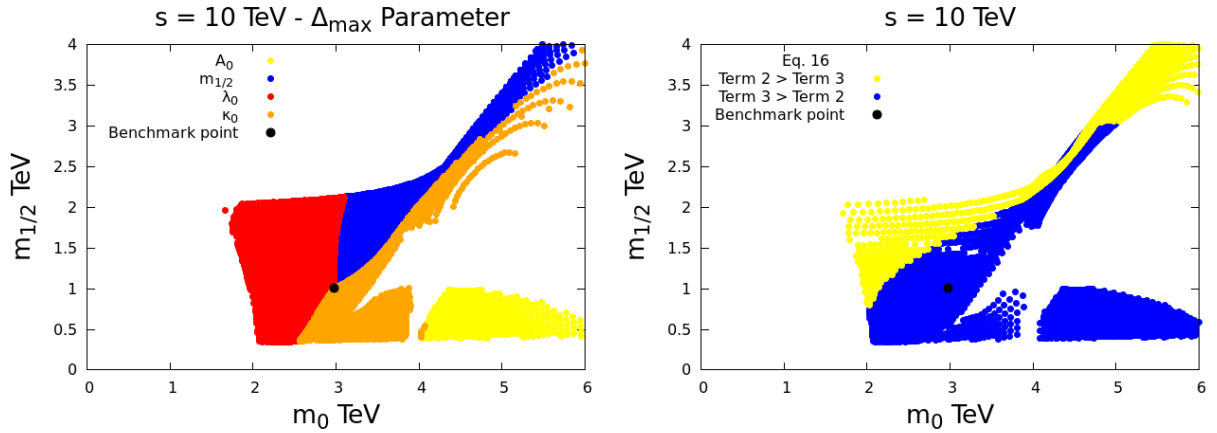 s = 10 TeV - Δmax Parameter
A0
m1/2
λ0
κ0
Benchmark point
4
3.5
3
2.5
2
1.5
1
0.5
0
m1/2 TeV
0 1 2 3 4 5 6
m0 TeV
s = 10 TeV
Eq. 16
Term 2 > Term 3
Term 3 > Term 2
Benchmark point
4
3.5
3
2.5
2
1.5
1
0.5
0
m1/2 TeV
0 1 2 3 4 5 6
m0 TeV